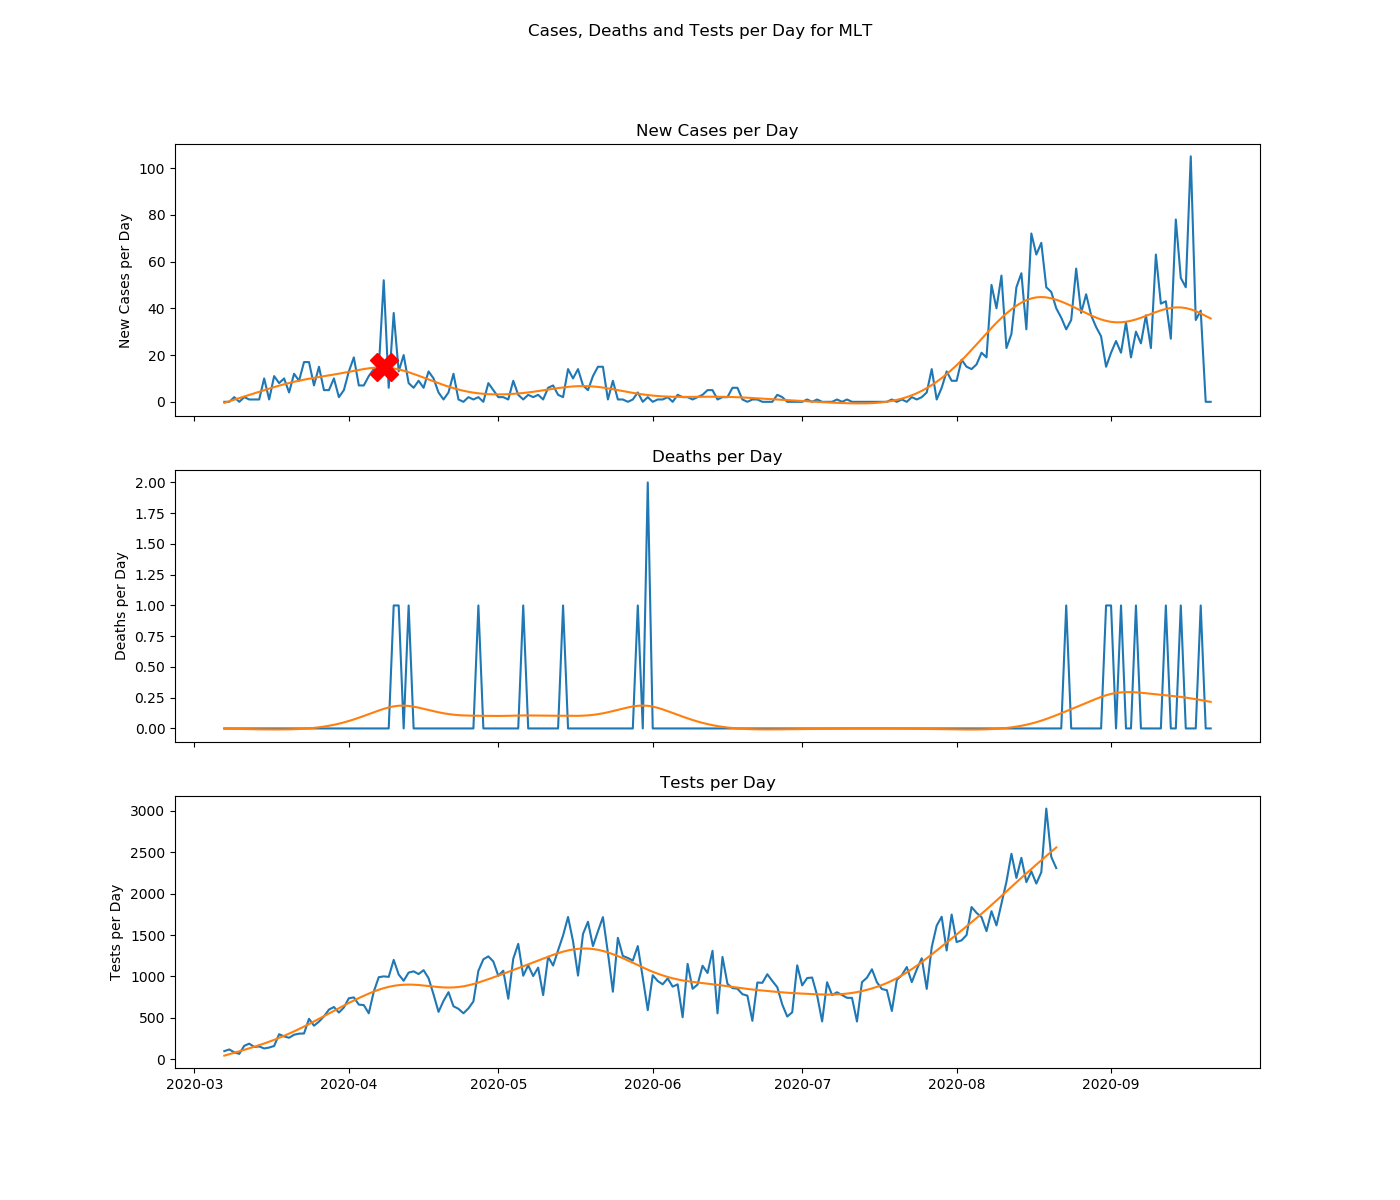 Cases, Deaths and Tests per Day for MLT
New Cases per Day
New Cases per Day
100
80
60
40
20
0
Deaths per Day
Deaths per Day
2.00
1.75
1.50
1.25
1.00
0.75
0.50
0.25
0.00
Tests per Day
Tests per Day
3000
2500
2000
1500
1000
500
0
2020-03 2020-04 2020-05 2020-06 2020-07 2020-08 2020-09